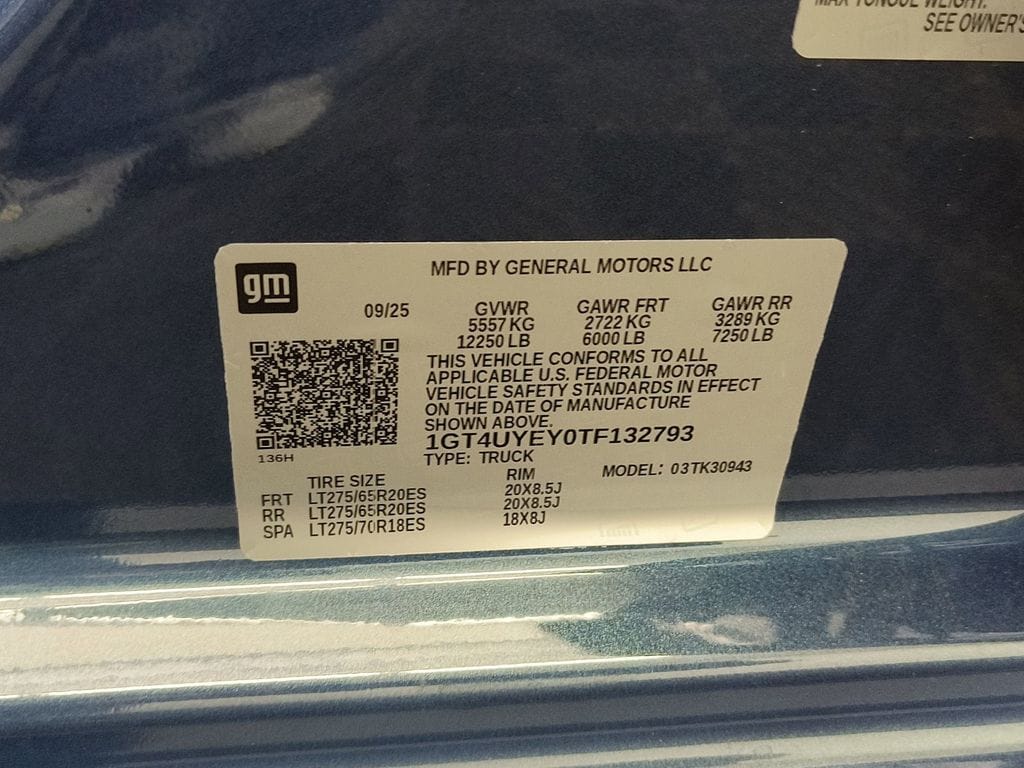 MAX TONGUE WEIGHT:
SEE OWNER'S
gm
MFD BY GENERAL MOTORS LLC
09/25 GVWR GAWR FRT GAWR RR
5557 KG 2722 KG 3289 KG
12250 LB 6000 LB 7250 LB
THIS VEHICLE CONFORMS TO ALL
APPLICABLE U.S. FEDERAL MOTOR
VEHICLE SAFETY STANDARDS IN EFFECT
ON THE DATE OF MANUFACTURE
SHOWN ABOVE.
1GT4UYEY0TF132793
136H
TYPE: TRUCK
MODEL: 03TK30943
TIRE SIZE RIM
FRT LT275/65R20ES 20X8.5J
RR LT275/65R20ES 20X8.5J
SPA LT275/70R18ES 18X8J